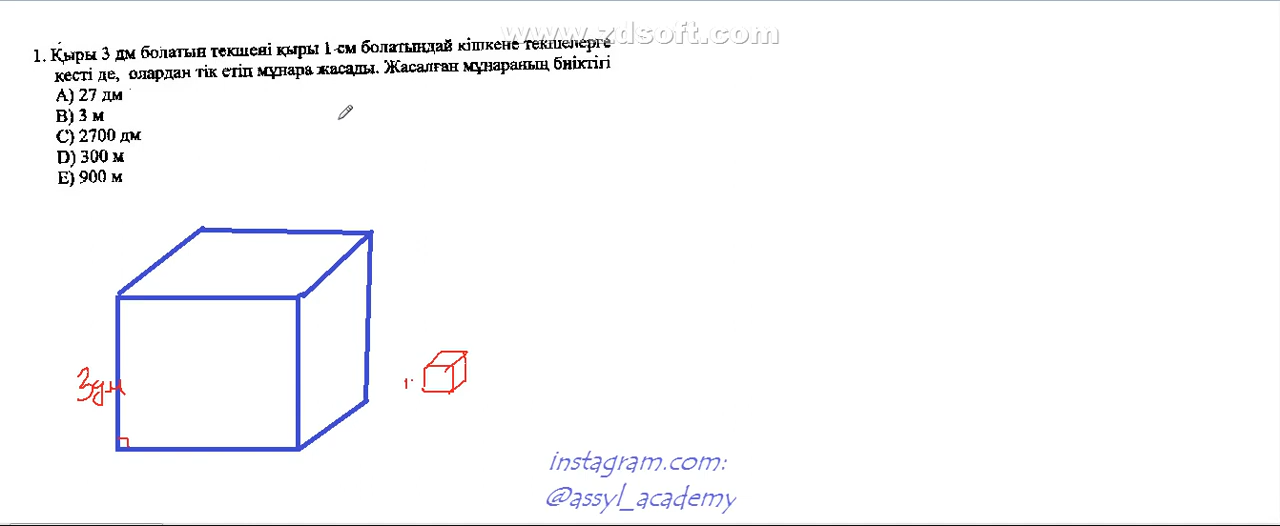 www.zdsoft.com
1. Қыры 3 дм болатын текшені қыры 1 см болатындай кішкене текшелерге
кесті де, олардан тік етіп мұнара жасады. Жасалған мұнараның биіктігі
A) 27 дм
B) 3 м
C) 2700 дм
D) 300 м
E) 900 м
3дм
1
instagram.com:
@assyl_academy